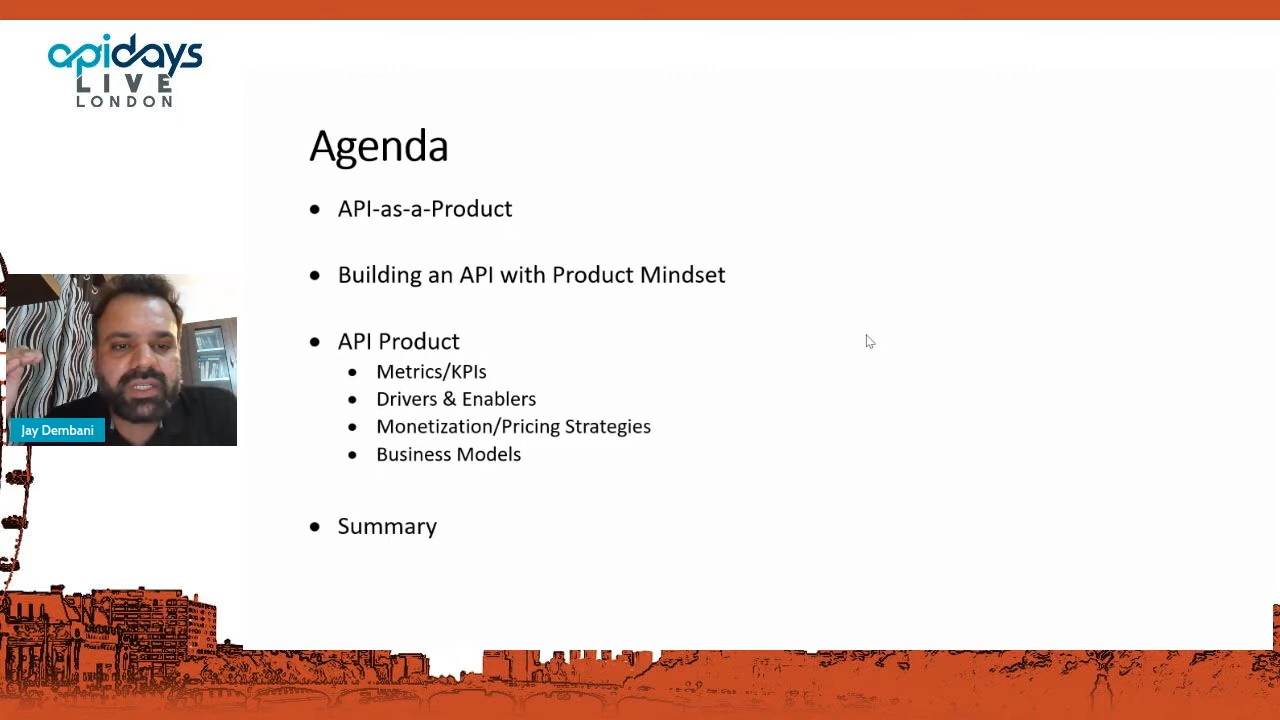 apidays
LIVE
LONDON
Agenda
• API-as-a-Product
• Building an API with Product Mindset
• API Product
• Metrics/KPIs
• Drivers & Enablers
• Monetization/Pricing Strategies
• Business Models
• Summary
Jay Dembani